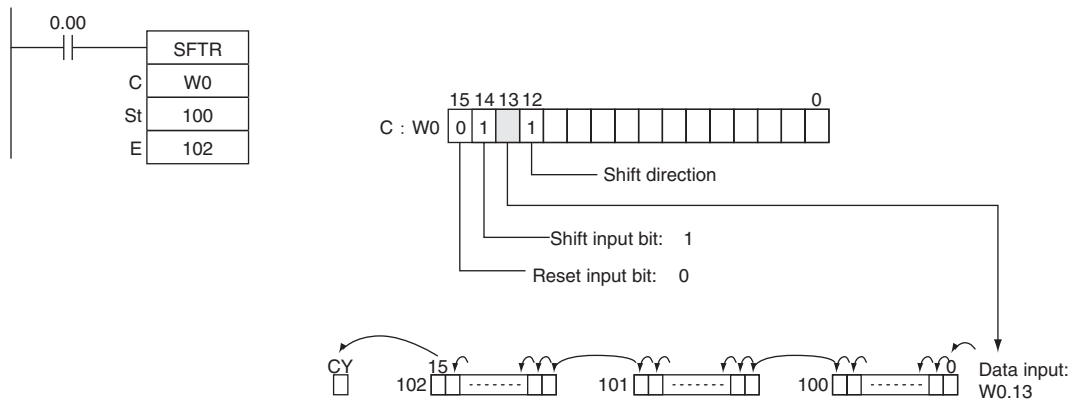 0.00
SFTR
C W0
St 100
E 102
15 14 13 12 0
C : W0 0 1 1
Shift direction
Shift input bit: 1
Reset input bit: 0
CY 15 0 Data input:
102 101 100 W0.13